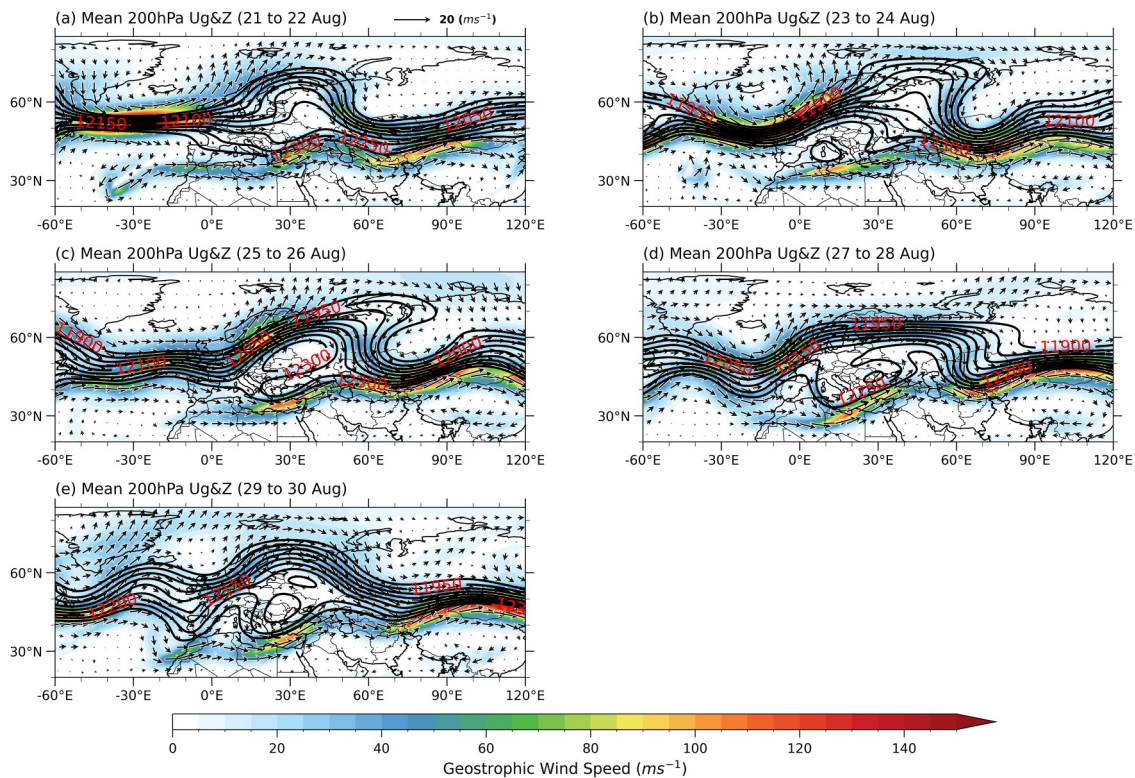 (a) Mean 200hPa Ug&Z (21 to 22 Aug)
20 (ms⁻¹)
60°N
30°N
12150
12100
12300
12250
12050
-60°E -30°E 0°E 30°E 60°E 90°E 120°E
(b) Mean 200hPa Ug&Z (23 to 24 Aug)
60°N
30°N
11950
11900
12300
12100
-60°E -30°E 0°E 30°E 60°E 90°E 120°E
(c) Mean 200hPa Ug&Z (25 to 26 Aug)
60°N
30°N
11900
12100
12050
11950
12300
12300
12000
-60°E -30°E 0°E 30°E 60°E 90°E 120°E
(d) Mean 200hPa Ug&Z (27 to 28 Aug)
60°N
30°N
12050
12150
11950
12250
12200
11900
-60°E -30°E 0°E 30°E 60°E 90°E 120°E
(e) Mean 200hPa Ug&Z (29 to 30 Aug)
60°N
30°N
12200
12150
11950
-60°E -30°E 0°E 30°E 60°E 90°E 120°E
0 20 40 60 80 100 120 140
Geostrophic Wind Speed (ms⁻¹)